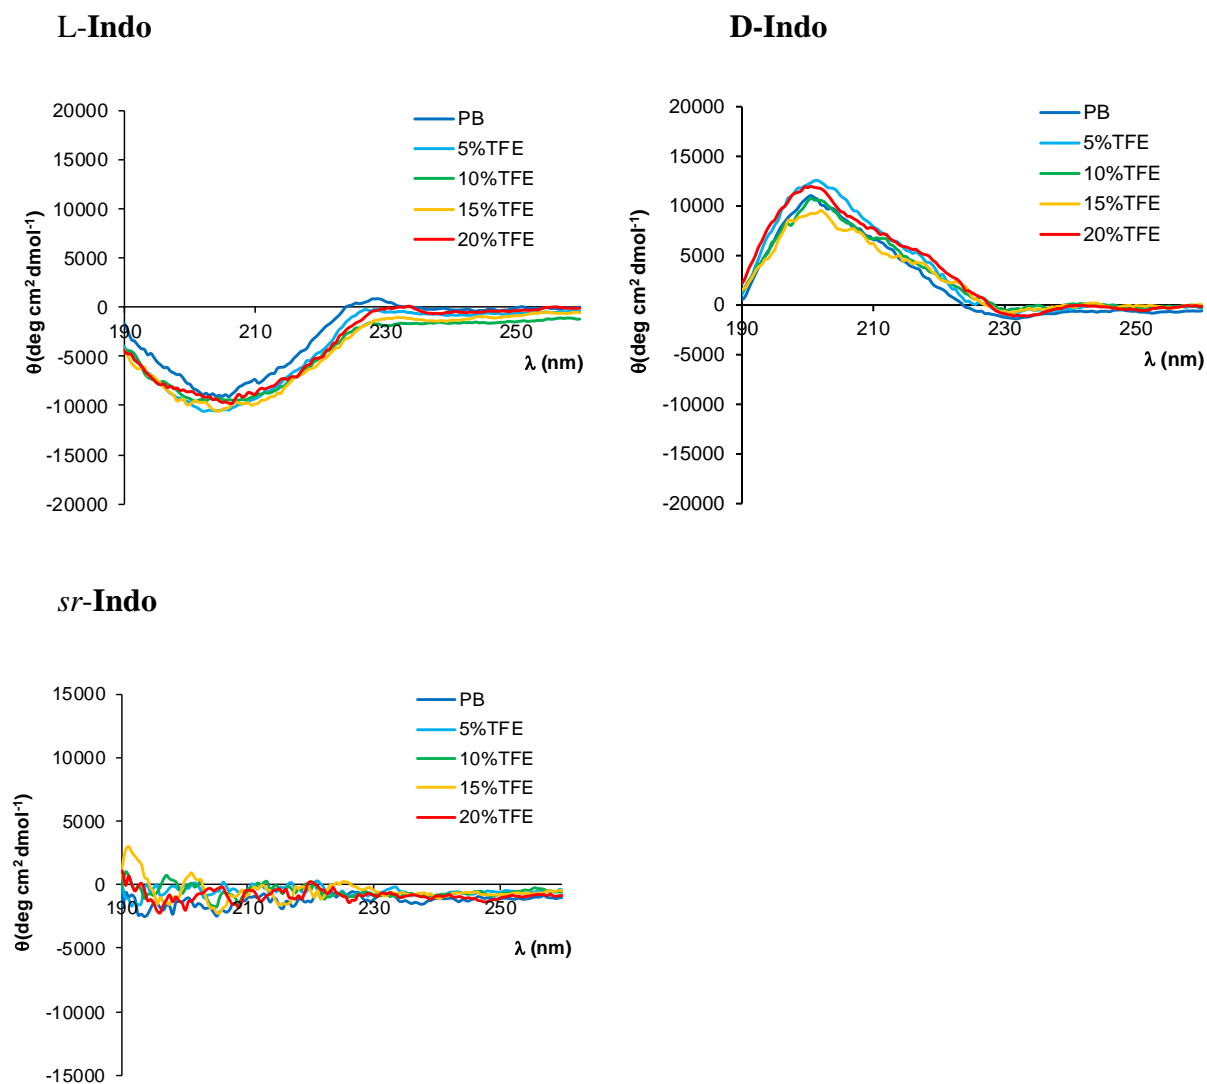 L-Indo
D-Indo
20000
15000
10000
5000
0
-5000
-10000
-15000
-20000
190
210
230
250
θ(deg cm2 dmol-1)
λ (nm)
PB
5%TFE
10%TFE
15%TFE
20%TFE
20000
15000
10000
5000
0
-5000
-10000
-15000
-20000
190
210
230
250
θ(deg cm2 dmol-1)
λ (nm)
PB
5%TFE
10%TFE
15%TFE
20%TFE
sr-Indo
15000
10000
5000
0
-5000
-10000
-15000
190
210
230
250
θ(deg cm2 dmol-1)
λ (nm)
PB
5%TFE
10%TFE
15%TFE
20%TFE